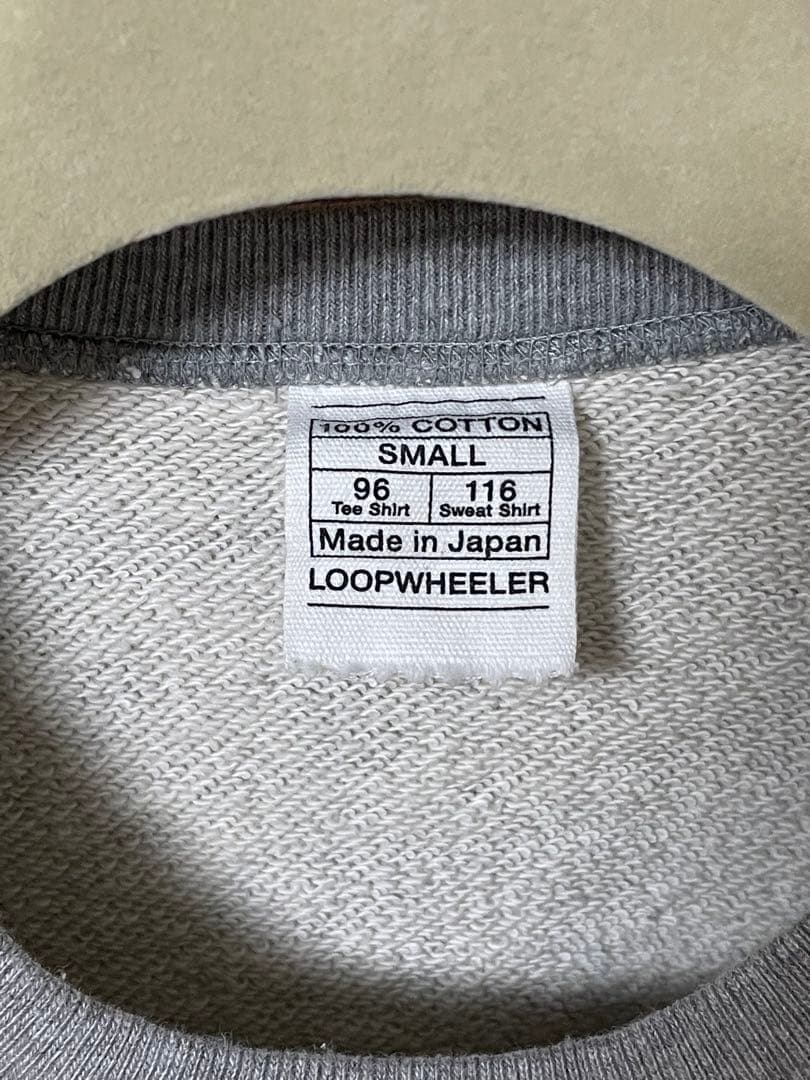 100% COTTON
SMALL
96 116
Tee Shirt Sweat Shirt
Made in Japan
LOOPWHEELER